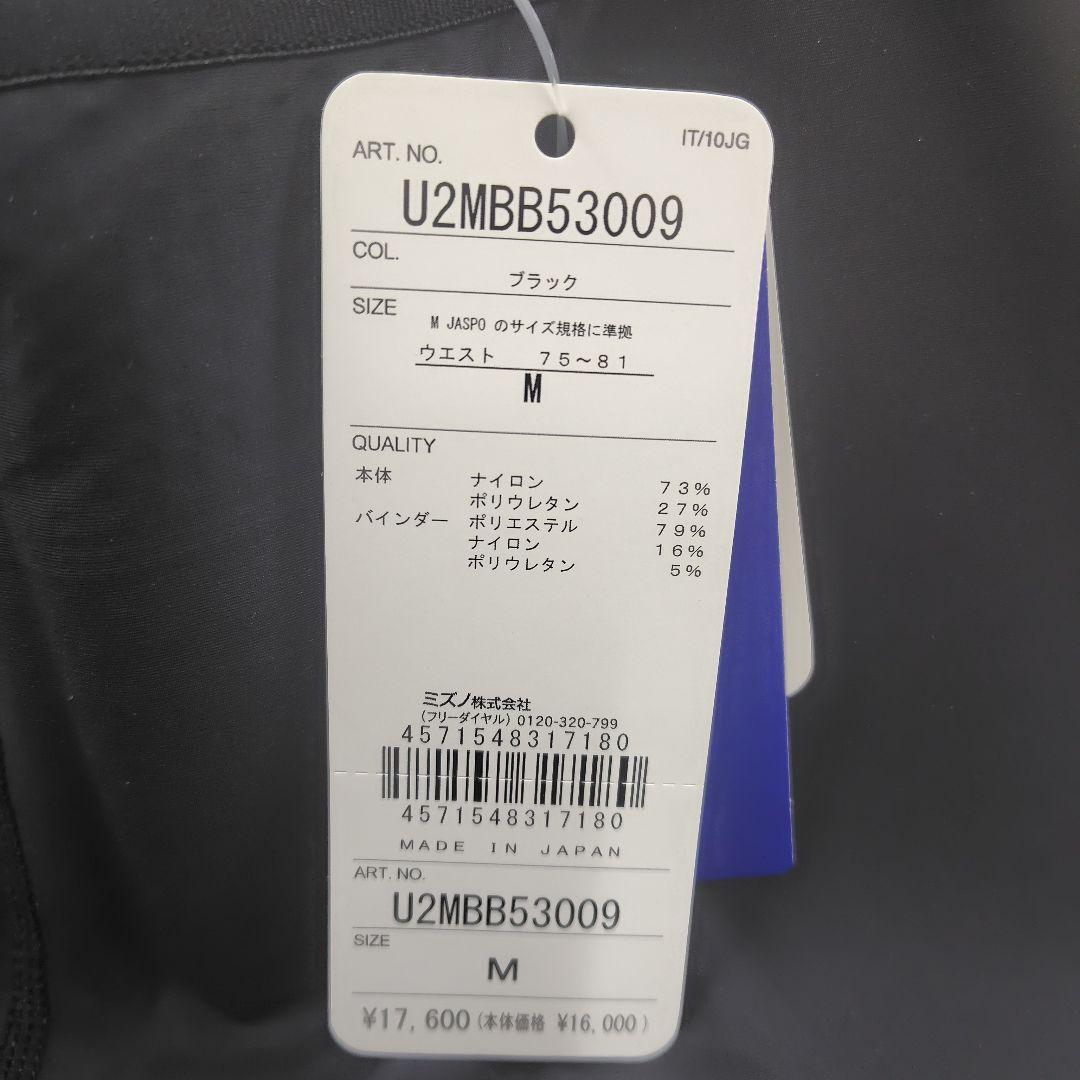 IT/10JG
ART. NO.
U2MBB53009
COL.
ブラック
SIZE
M JASPO のサイズ規格に準拠
ウエスト 75～81
M
QUALITY
本体 ナイロン 73%
ポリウレタン 27%
バインダー ポリエステル 79%
ナイロン 16%
ポリウレタン 5%
ミズノ株式会社
(フリーダイヤル) 0120-320-799
4571548317180
4571548317180
MADE IN JAPAN
ART. NO.
U2MBB53009
SIZE
M
¥17,600 (本体価格 ¥16,000)